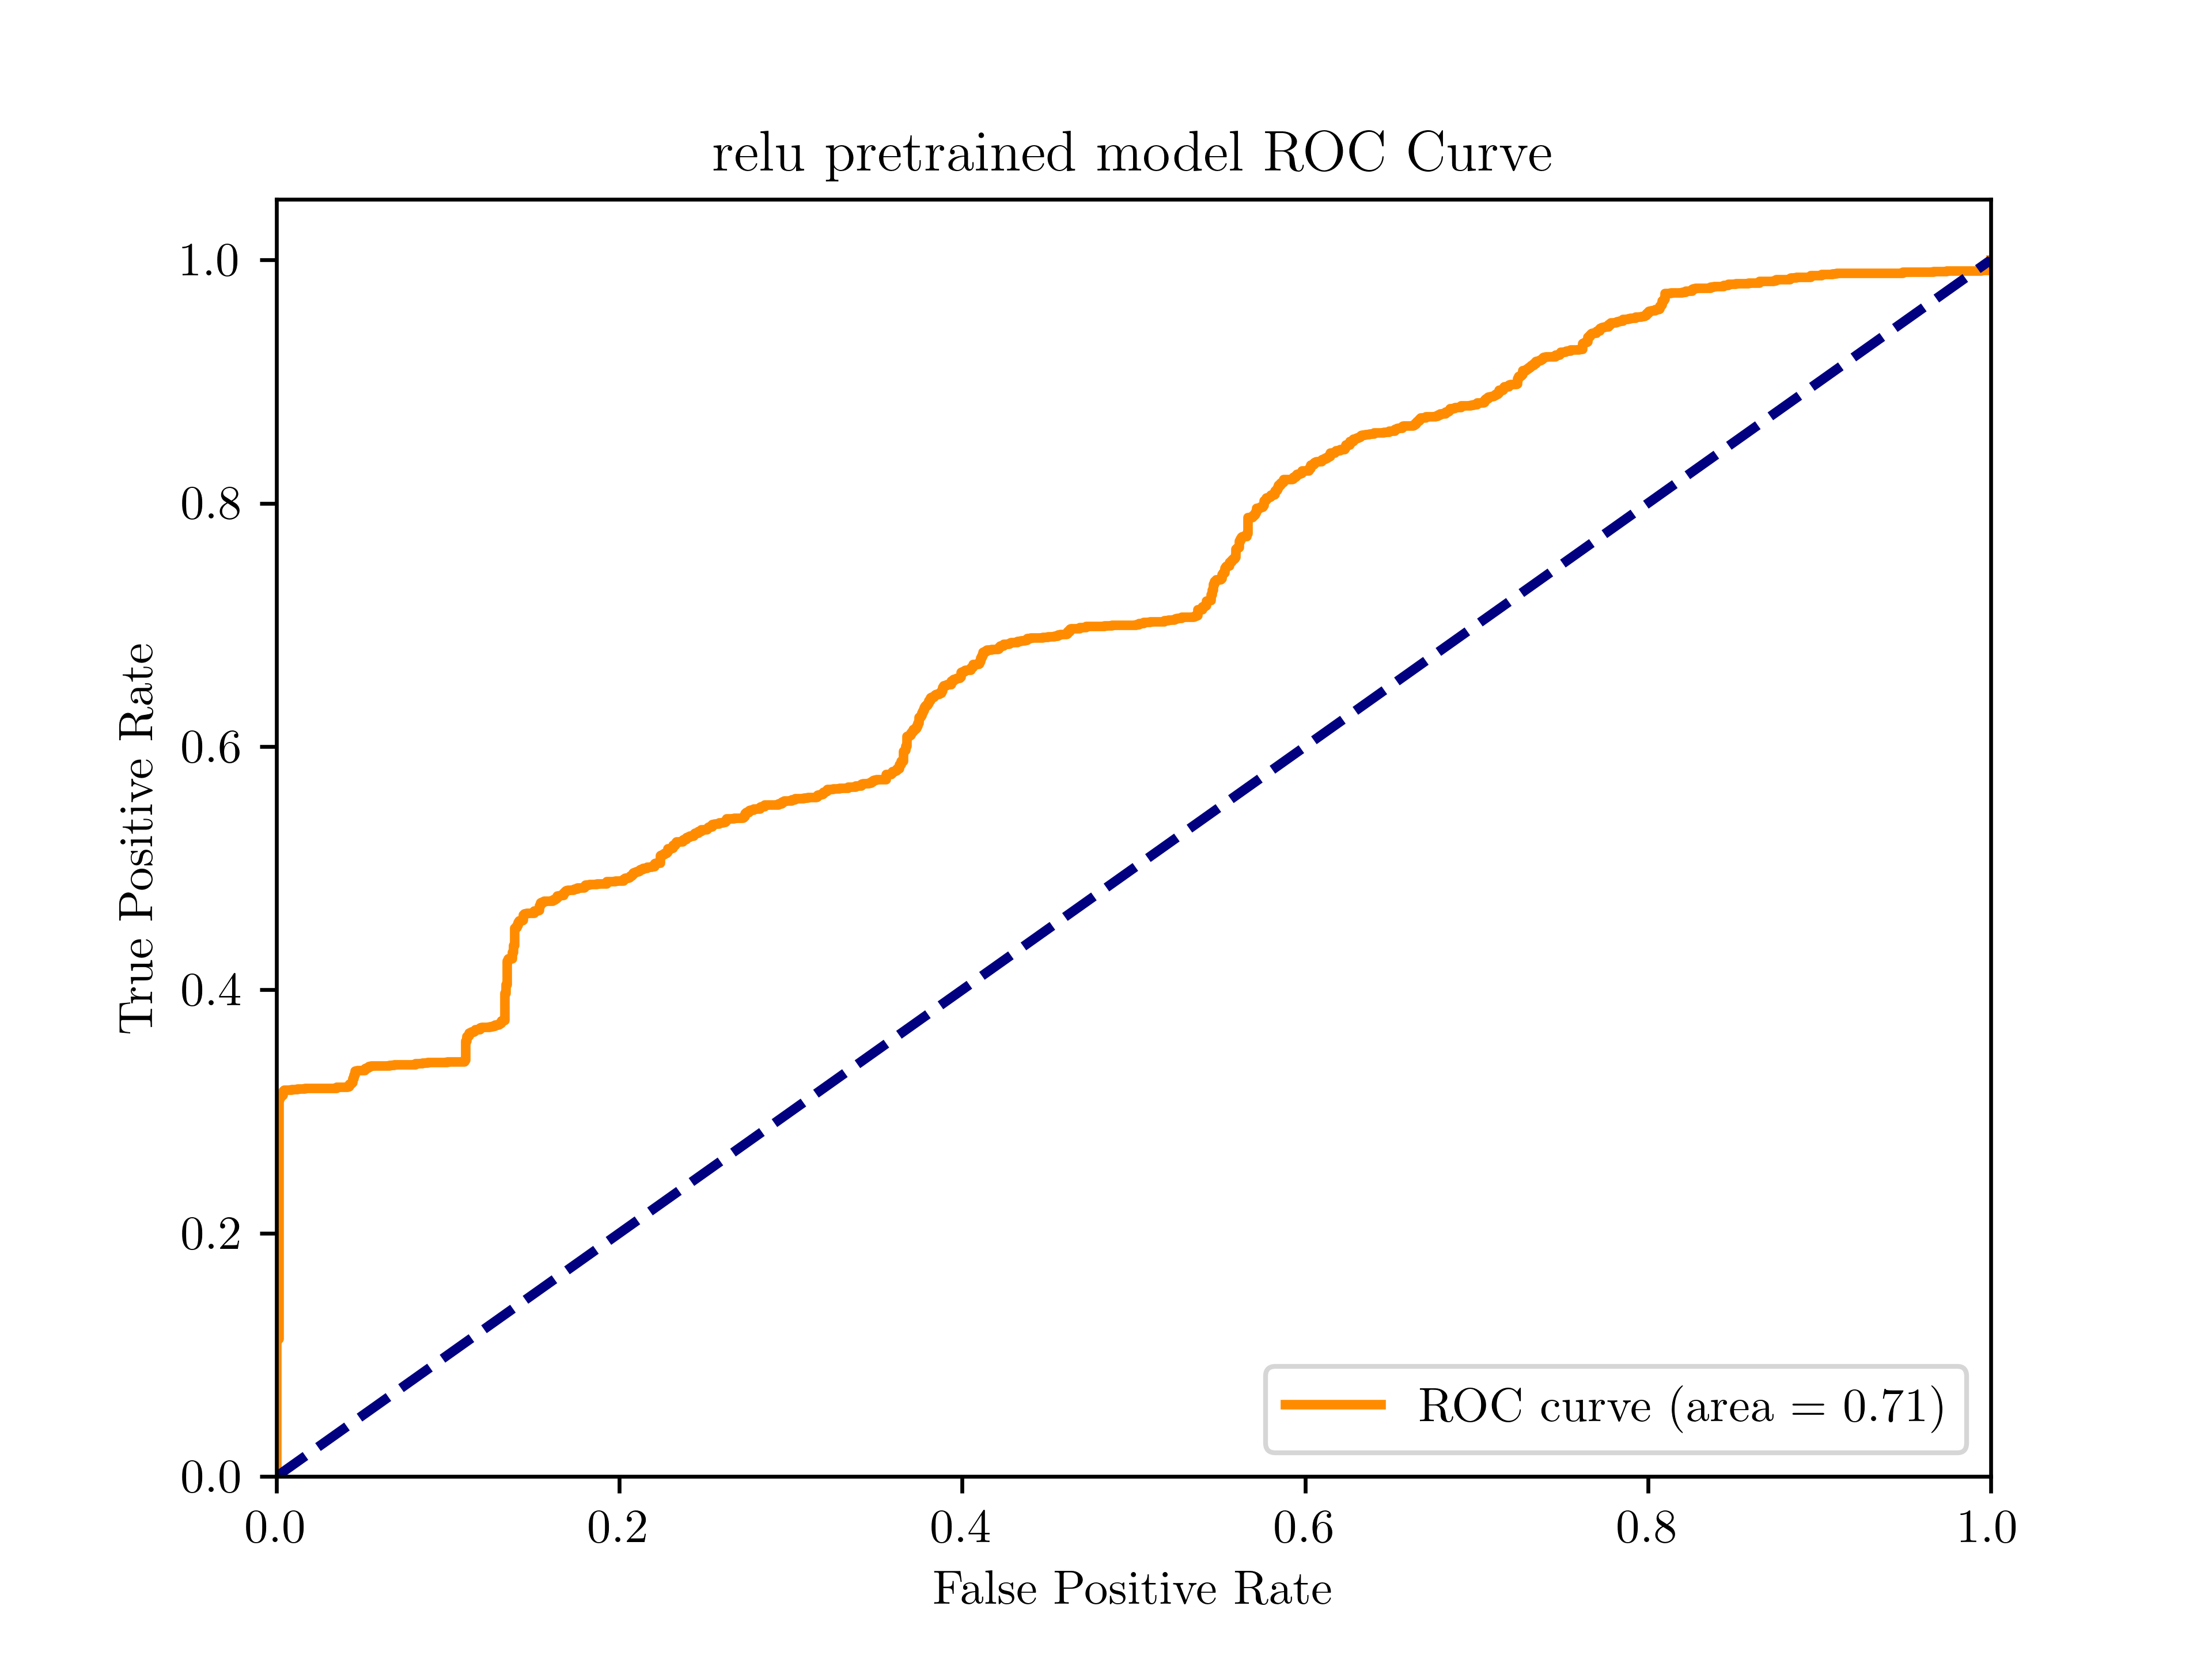 relu pretrained model ROC Curve
1.0
0.8
0.6
0.4
0.2
0.0
True Positive Rate
0.0 0.2 0.4 0.6 0.8 1.0
False Positive Rate
ROC curve (area = 0.71)